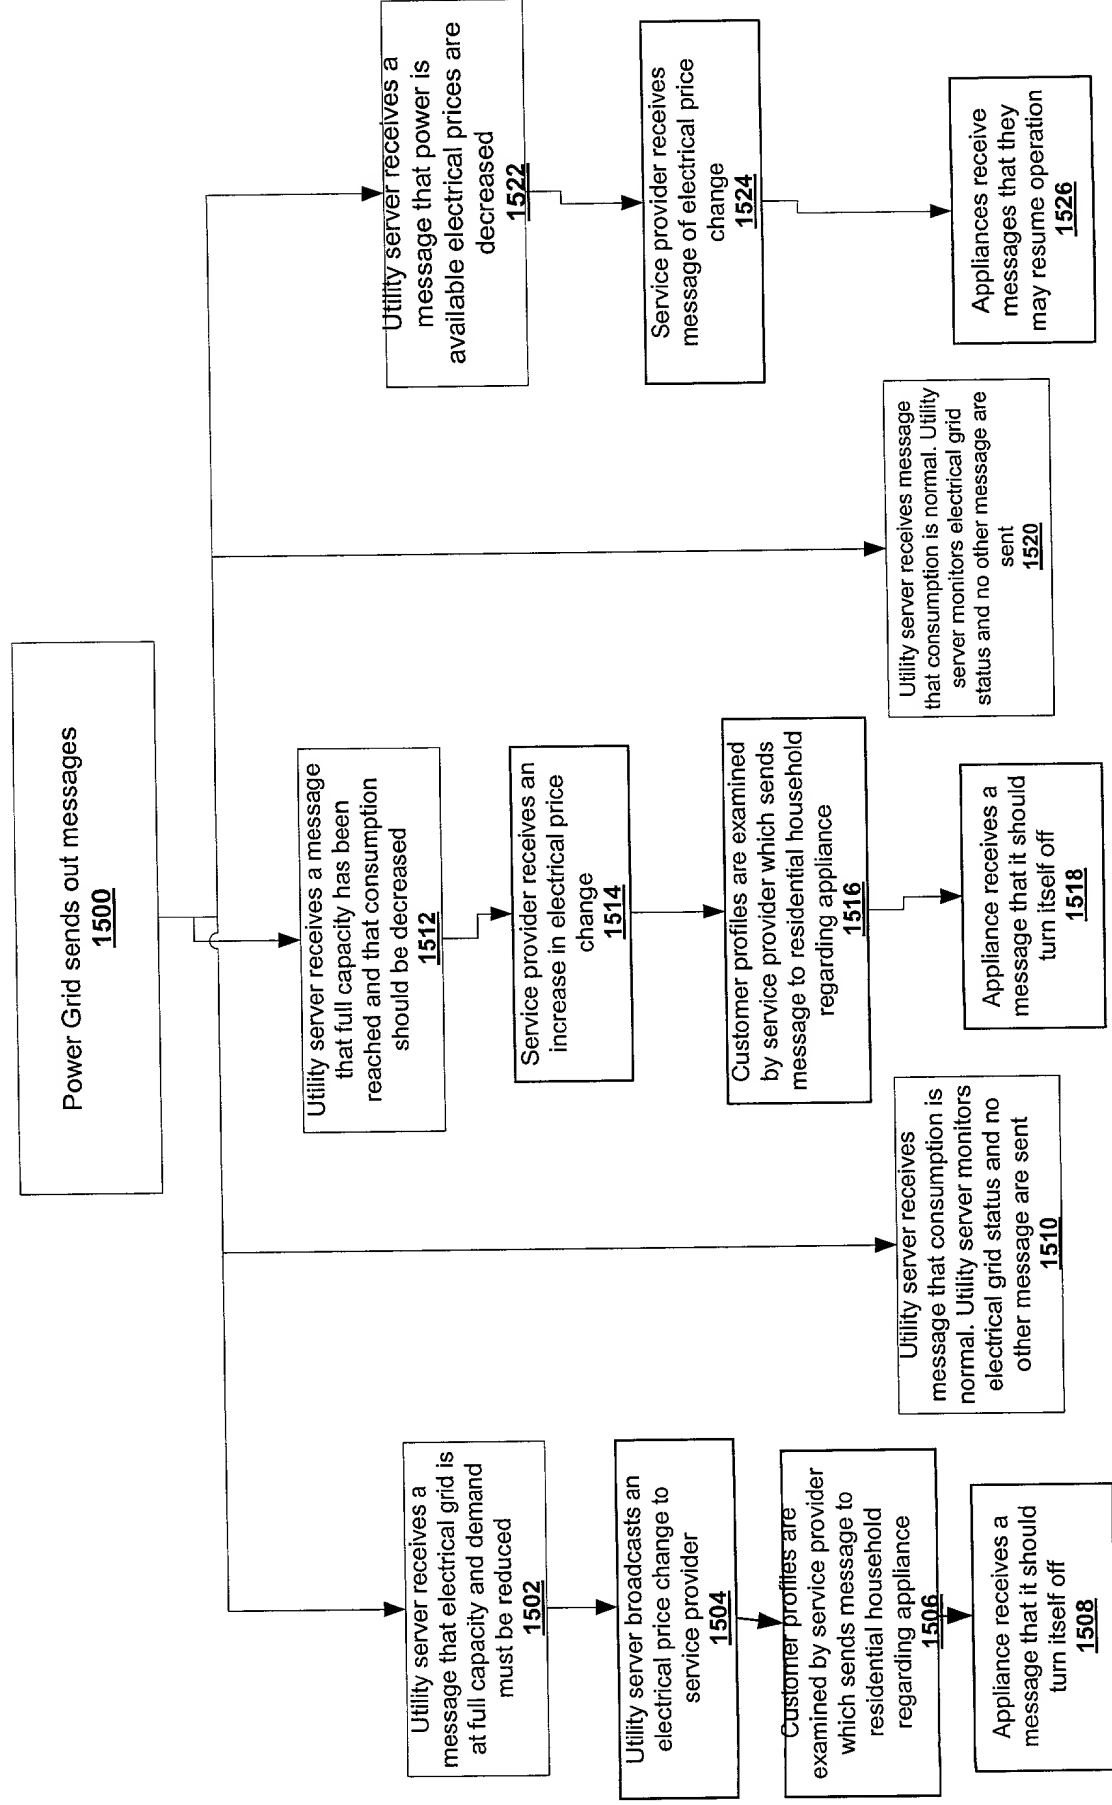 Power Grid sends out messages
1500
Utility server receives a
message that electrical grid is
at full capacity and demand
must be reduced
1502
Utility server broadcasts an
electrical price change to
service provider
1504
Customer profiles are
examined by service provider
which sends message to
residential household
regarding appliance
1506
Appliance receives a
message that it should
turn itself off
1508
Utility server receives
message that consumption is
normal. Utility server monitors
electrical grid status and no
other message are sent
1510
Utility server receives a message
that full capacity has been
reached and that consumption
should be decreased
1512
Service provider receives an
increase in electrical price
change
1514
Customer profiles are examined
by service provider which sends
message to residential household
regarding appliance
1516
Appliance receives a
message that it should
turn itself off
1518
Utility server receives message
that consumption is normal. Utility
server monitors electrical grid
status and no other message are
sent
1520
Utility server receives a
message that power is
available electrical prices are
decreased
1522
Service provider receives
message of electrical price
change
1524
Appliances receive
messages that they
may resume operation
1526